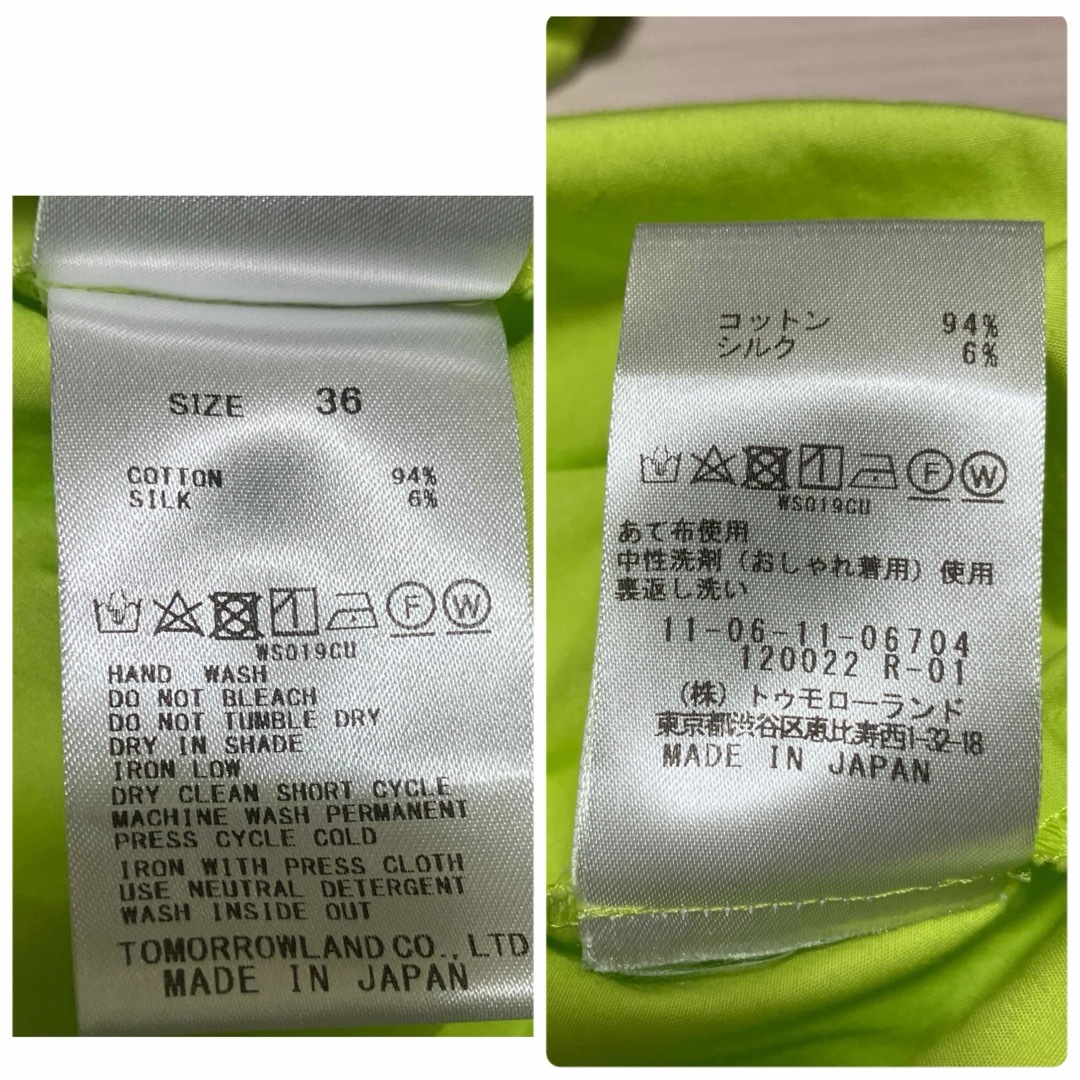 SIZE 36
COTTON 94%
SILK 6%
F W
WS019CU
HAND WASH
DO NOT BLEACH
DO NOT TUMBLE DRY
DRY IN SHADE
IRON LOW
DRY CLEAN SHORT CYCLE
MACHINE WASH PERMANENT
PRESS CYCLE COLD
IRON WITH PRESS CLOTH
USE NEUTRAL DETERGENT
WASH INSIDE OUT
TOMORROWLAND CO., LTD
MADE IN JAPAN
コットン 94%
シルク 6%
F W
WS019CU
あて布使用
中性洗剤（おしゃれ着用）使用
裏返し洗い
11-06-11-06704
120022 R-01
（株）トゥモローランド
東京都渋谷区恵比寿西1-32-18
MADE IN JAPAN